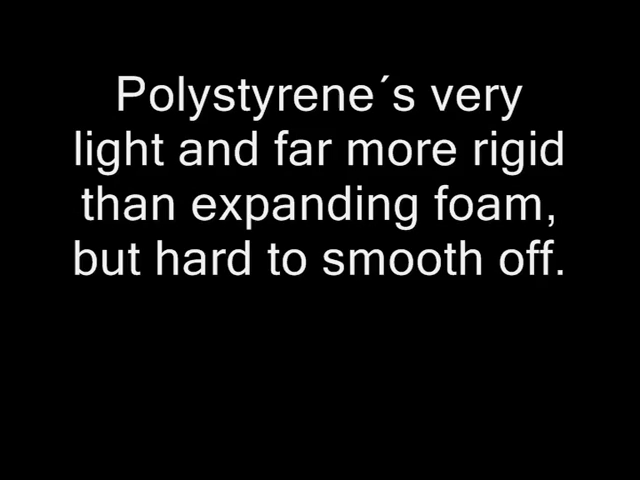 Polystyrene´s very
light and far more rigid
than expanding foam,
but hard to smooth off.